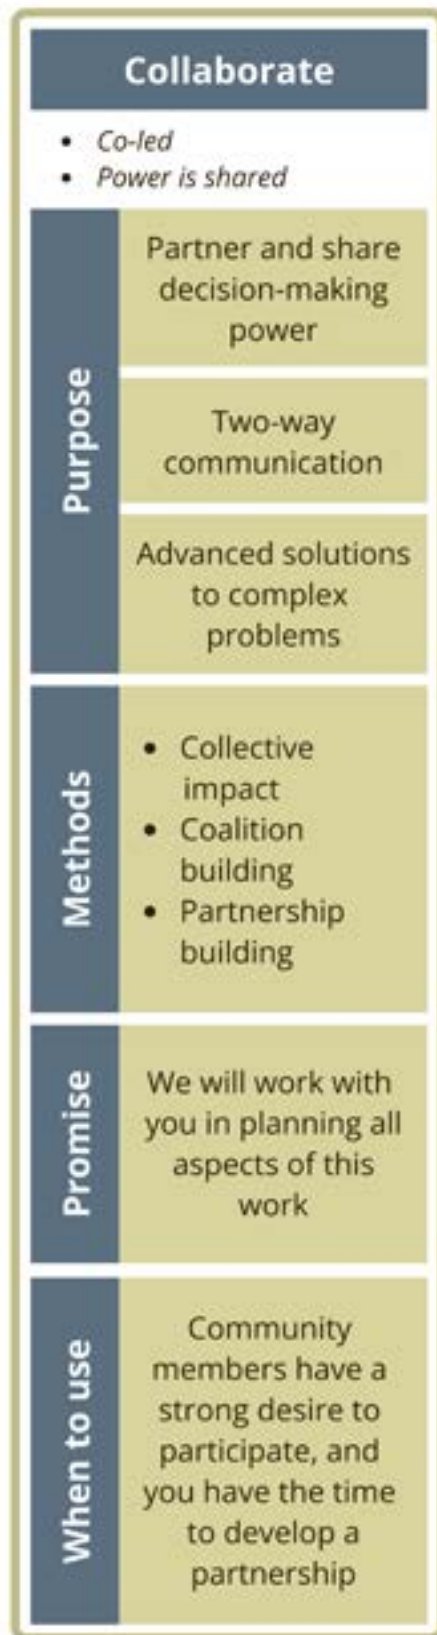 Collaborate
• Co-led
• Power is shared
Purpose
Partner and share
decision-making
power
Two-way
communication
Advanced solutions
to complex
problems
Methods
• Collective
impact
• Coalition
building
• Partnership
building
Promise
We will work with
you in planning all
aspects of this
work
When to use
Community
members have a
strong desire to
participate, and
you have the time
to develop a
partnership